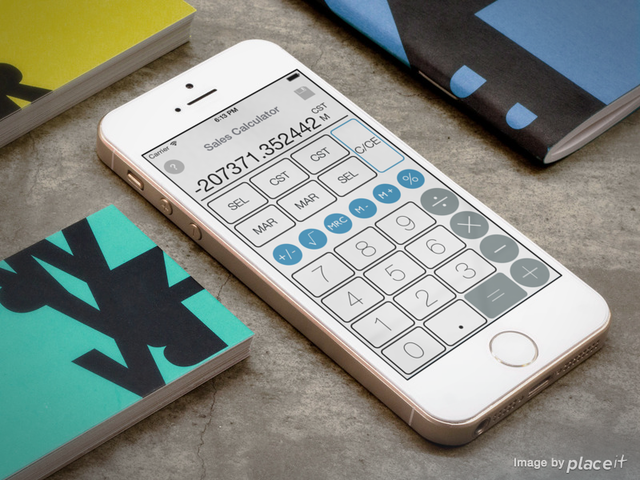 Carrier 6:13 PM
? Sales Calculator
CST
-207371.352442 M
SEL CST CST C/CE
MAR MAR SEL
+/- √ MRC M- M+ %
7 8 9 ÷
4 5 6 ×
1 2 3 −
0 . = +
Image by placeit